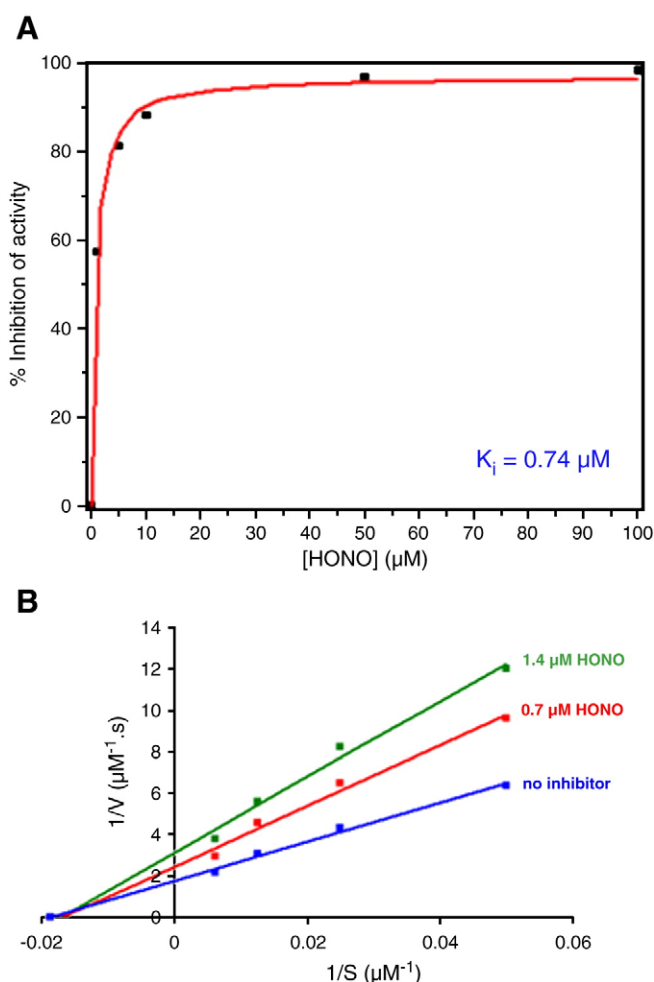 A
100
80
60
40
20
0
% Inhibition of activity
K_i = 0.74 µM
0 10 20 30 40 50 60 70 80 90 100
[HONO] (µM)
B
14
12
10
8
6
4
2
0
1/V (µM⁻¹.s)
1.4 µM HONO
0.7 µM HONO
no inhibitor
-0.02 0 0.02 0.04 0.06
1/S (µM⁻¹)